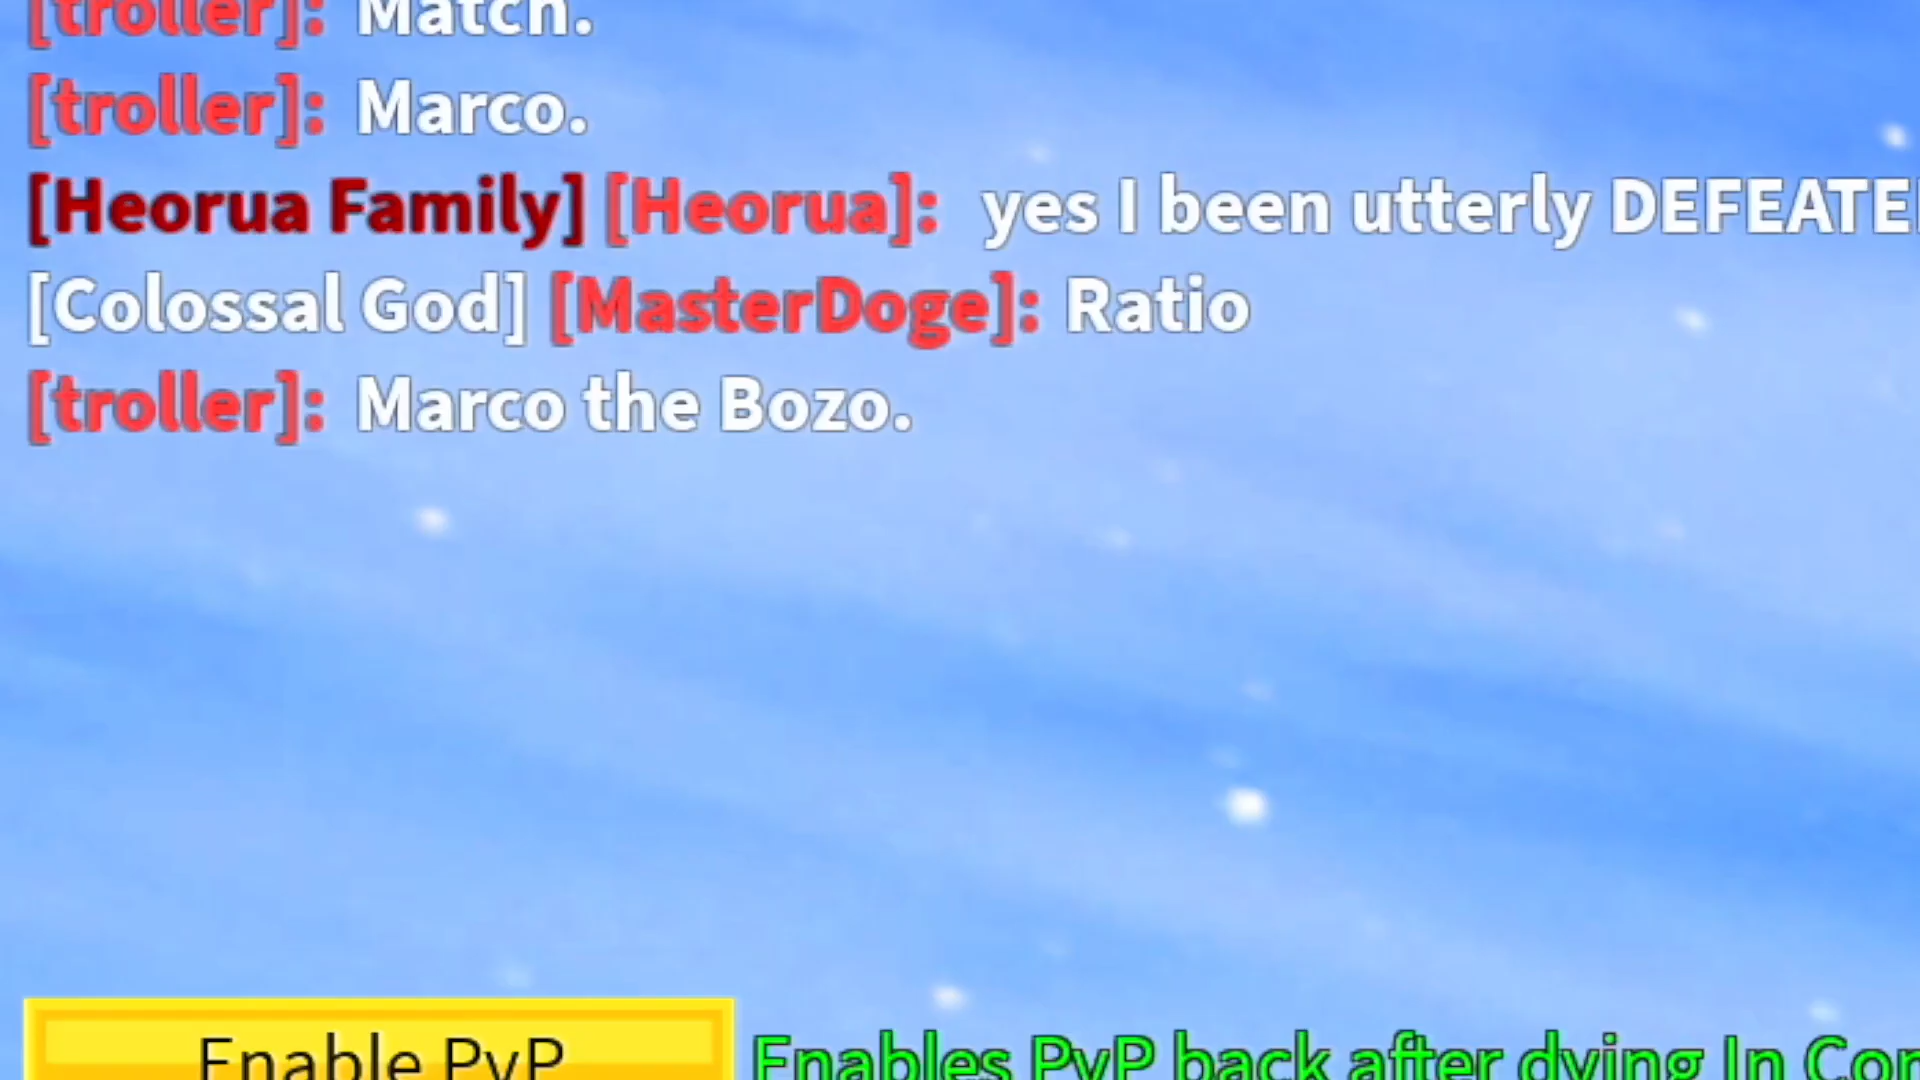 [troller]: Match.
[troller]: Marco.
[Heorua Family] [Heorua]: yes I been utterly
[Colossal God] [MasterDoge]: Ratio
[troller]: Marco the Bozo.
Enable PvP
Enables PvP back after dying In